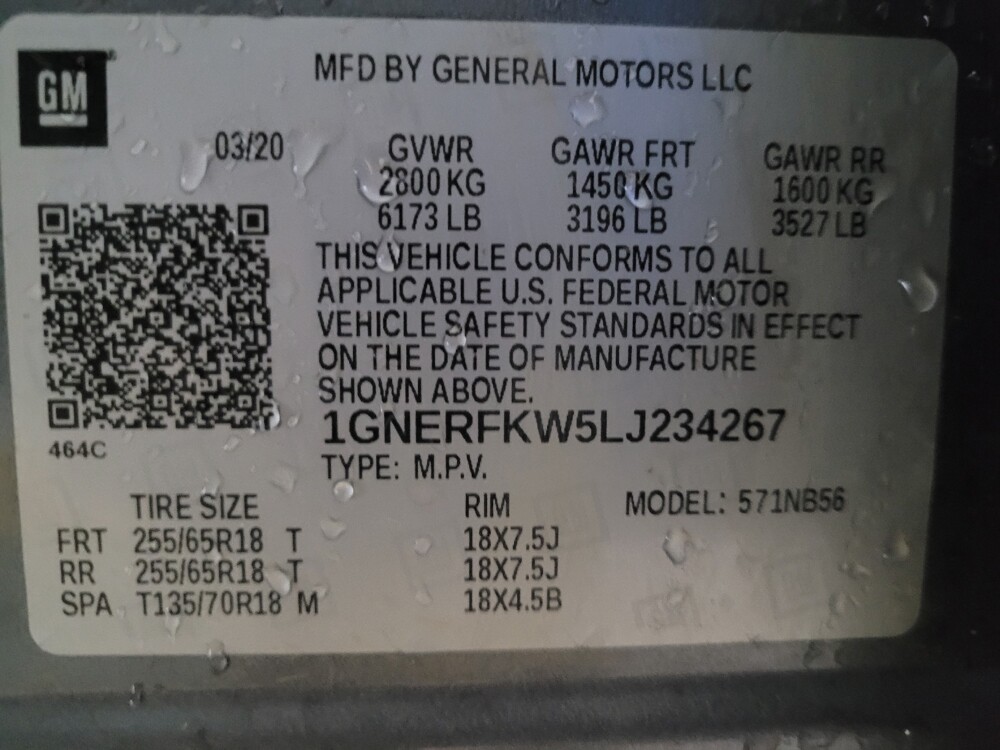 GM
MFD BY GENERAL MOTORS LLC
03/20 GVWR GAWR FRT GAWR RR
2800 KG 1450 KG 1600 KG
6173 LB 3196 LB 3527 LB
THIS VEHICLE CONFORMS TO ALL
APPLICABLE U.S. FEDERAL MOTOR
VEHICLE SAFETY STANDARDS IN EFFECT
ON THE DATE OF MANUFACTURE
SHOWN ABOVE.
1GNERFKW5LJ234267
464C
TYPE: M.P.V.
TIRE SIZE RIM MODEL: 571NB56
FRT 255/65R18 T 18X7.5J
RR 255/65R18 T 18X7.5J
SPA T135/70R18 M 18X4.5B